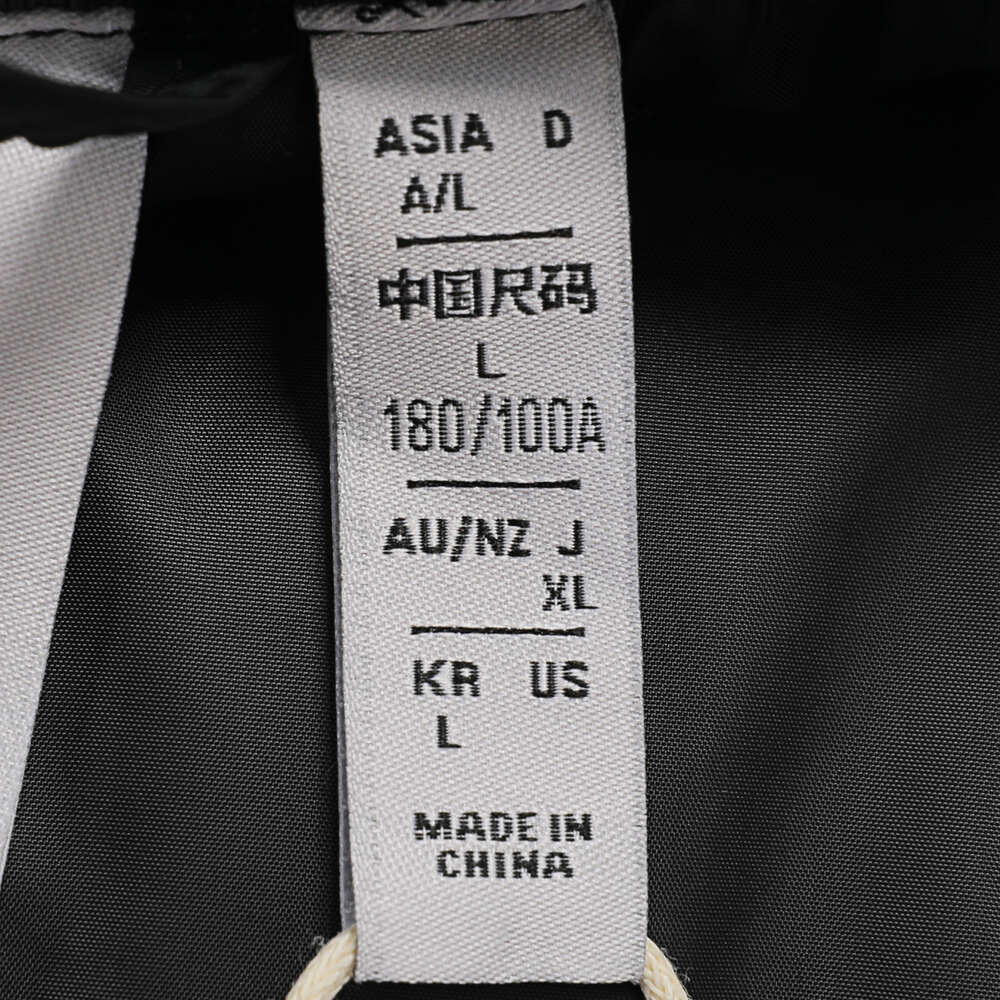 ASIA D
A/L
中国尺码
L
180/100A
AU/NZ J
XL
KR US
L
MADE IN
CHINA